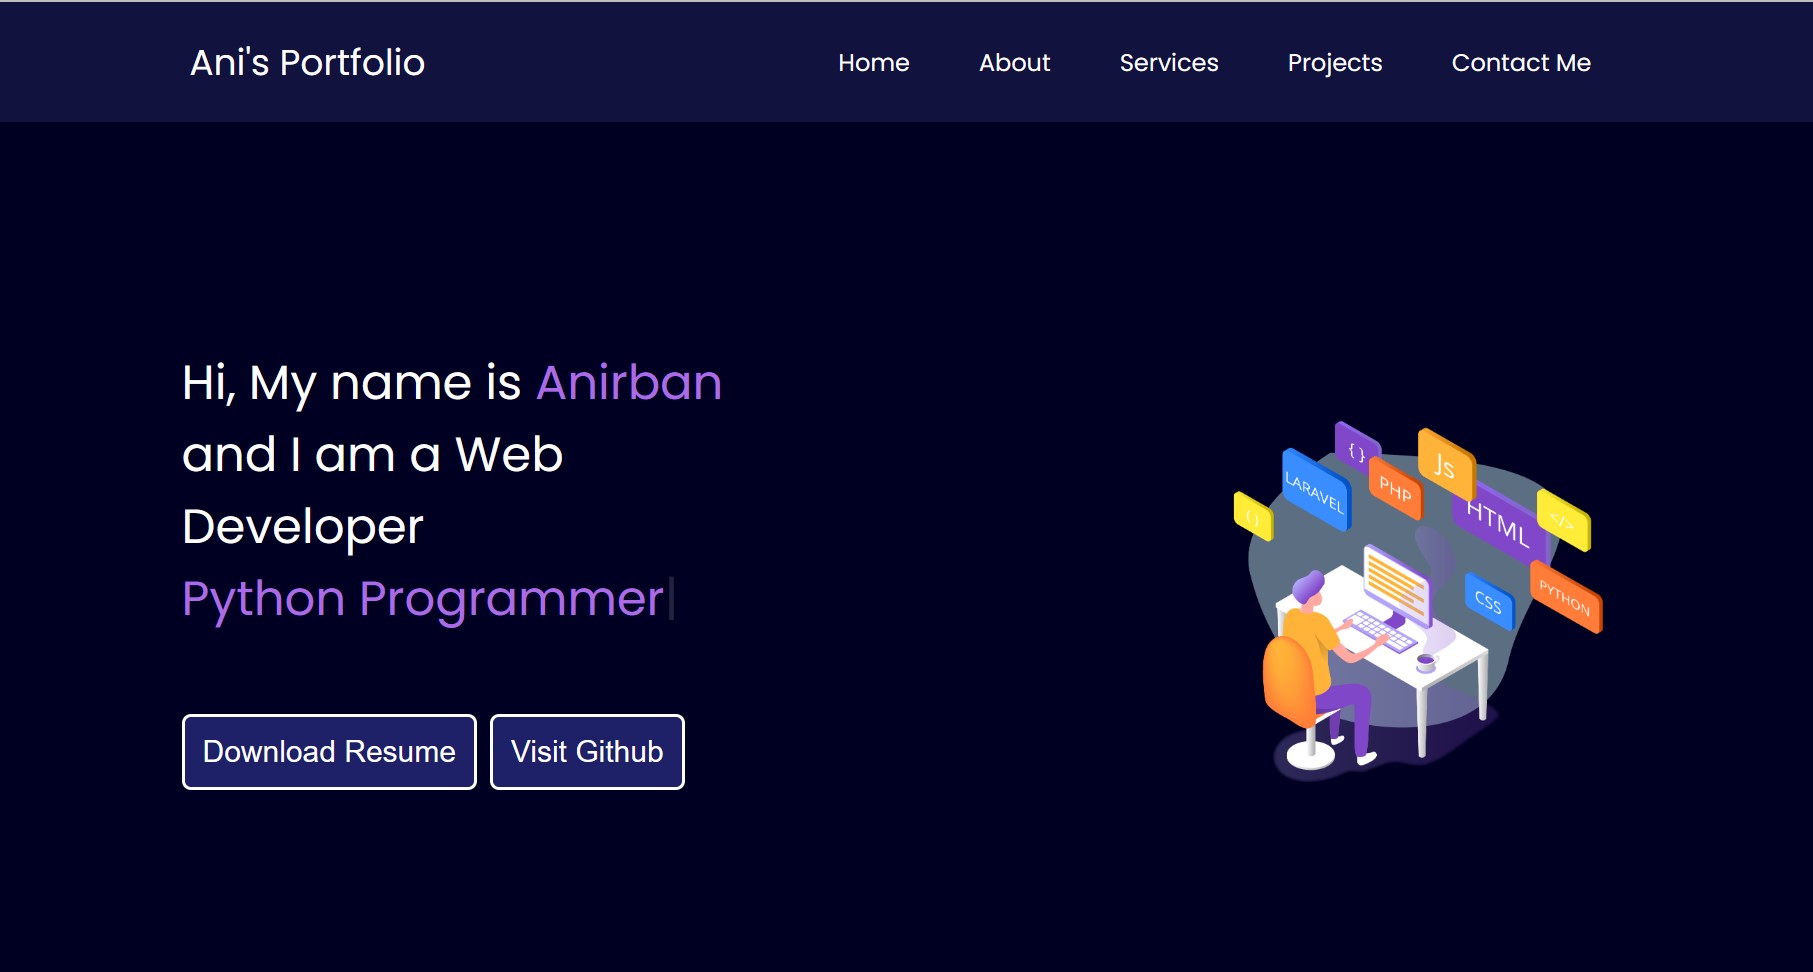 Ani's Portfolio
Home
About
Services
Projects
Contact Me
Hi, My name is Anirban
and I am a Web
Developer
Python Programmer
Download Resume
Visit Github
{ }
Js
LARAVEL
PHP
( )
HTML
</>
CSS
PYTHON